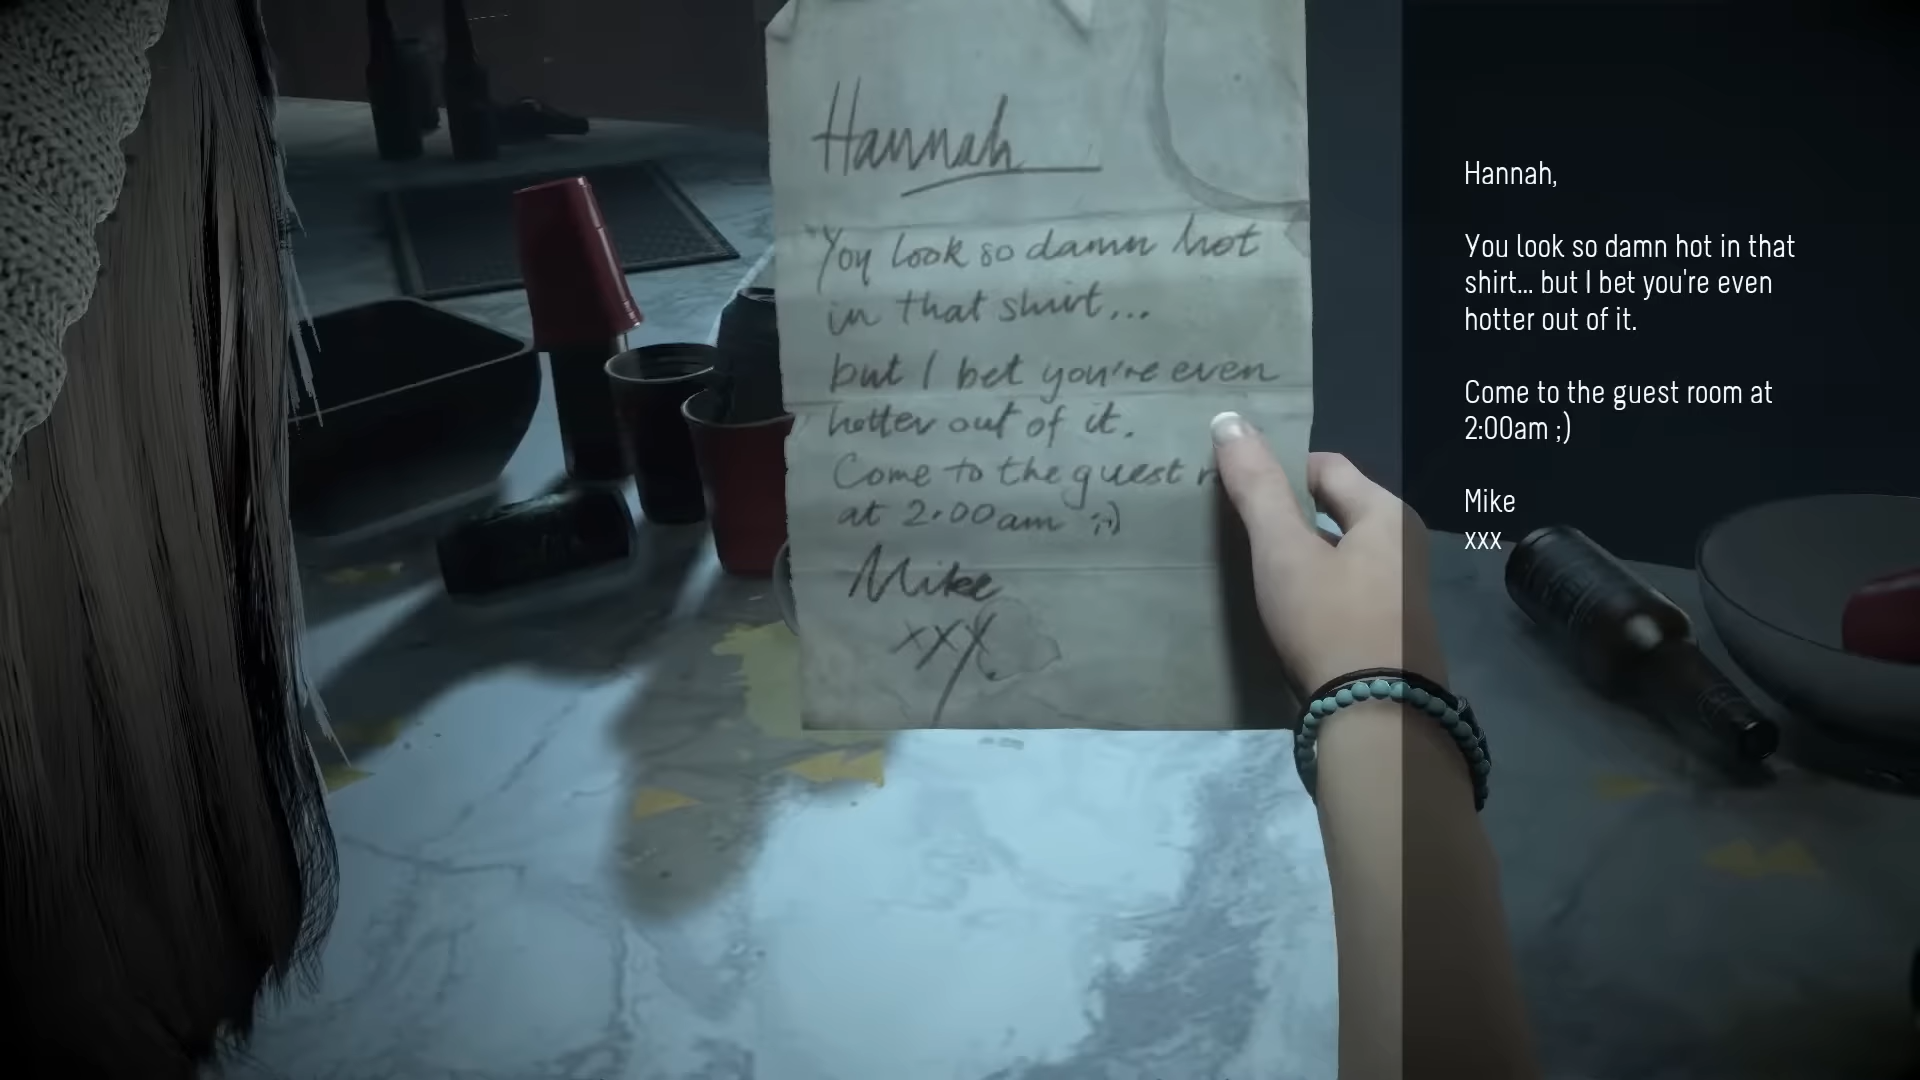 Hannah
You look so damn hot
in that shirt...
but I bet you're even
hotter out of it.
Come to the guest
at 2.00am ;)
Mike
xxx
Hannah,
You look so damn hot in that
shirt... but I bet you're even
hotter out of it.
Come to the guest room at
2:00am ;)
Mike
xxx